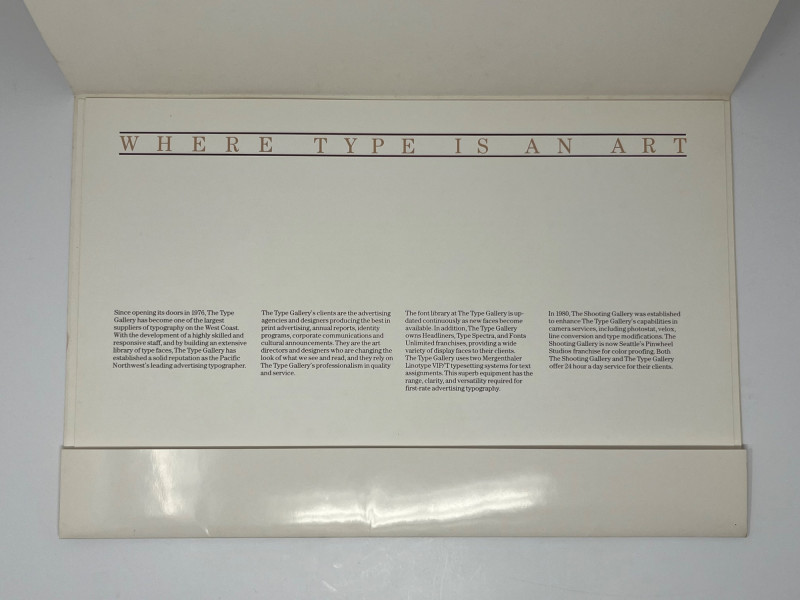 WHERE TYPE IS AN ART
Since opening its doors in 1976, The Type
Gallery has become one of the largest
suppliers of typography on the West Coast.
With the development of a highly skilled and
responsive staff, and by building an extensive
library of type faces, The Type Gallery has
established a solid reputation as the Pacific
Northwest's leading advertising typographer.
The Type Gallery's clients are the advertising
agencies and designers producing the best in
print advertising, annual reports, identity
programs, corporate communications and
cultural announcements. They are the art
directors and designers who are changing the
look of what we see and read, and they rely on
The Type Gallery's professionalism in quality
and service.
The font library at The Type Gallery is up-
dated continuously as new faces become
available. In addition, The Type Gallery
owns Headliners, Type Spectra, and Fonts
Unlimited franchises, providing a wide
variety of display faces to their clients.
The Type Gallery uses two Mergenthaler
Linotype VIP/T typesetting systems for text
assignments. This superb equipment has the
range, clarity, and versatility required for
first-rate advertising typography.
In 1980, The Shooting Gallery was established
to enhance The Type Gallery's capabilities in
camera services, including photostat, velox,
line conversion and type modifications. The
Shooting Gallery is now Seattle's Pinwheel
Studios franchise for color proofing. Both
The Shooting Gallery and The Type Gallery
offer 24 hour a day service for their clients.